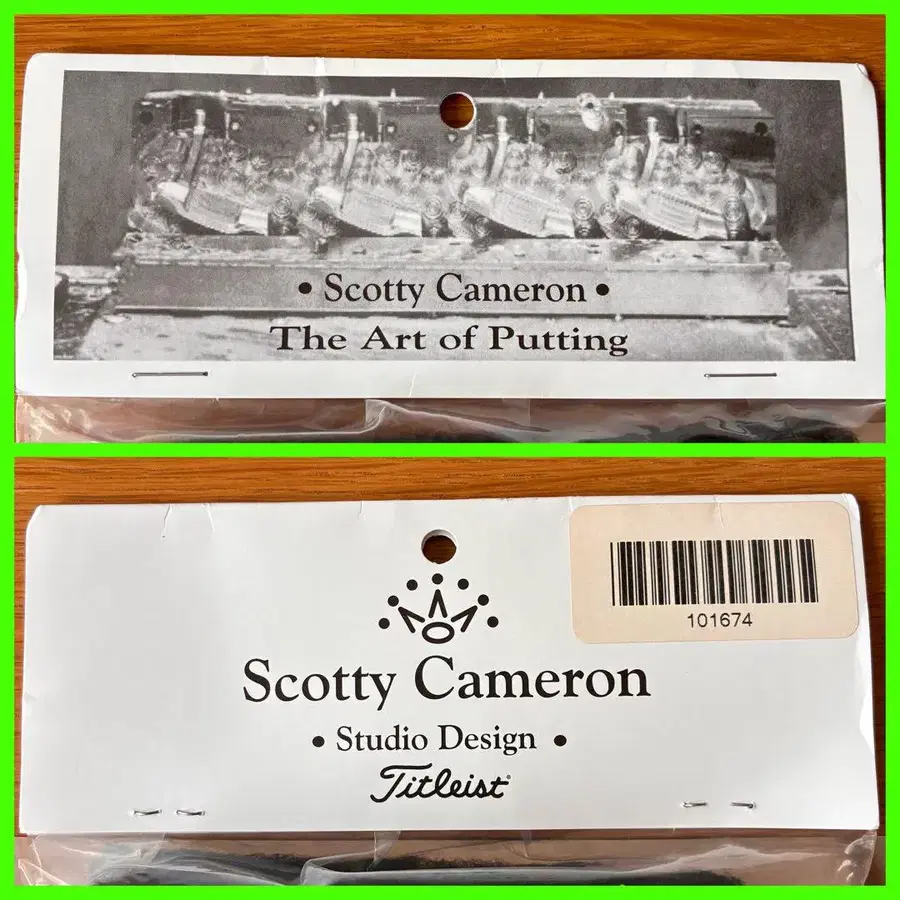 • Scotty Cameron •
The Art of Putting
101674
Scotty Cameron
• Studio Design •
Titleist®